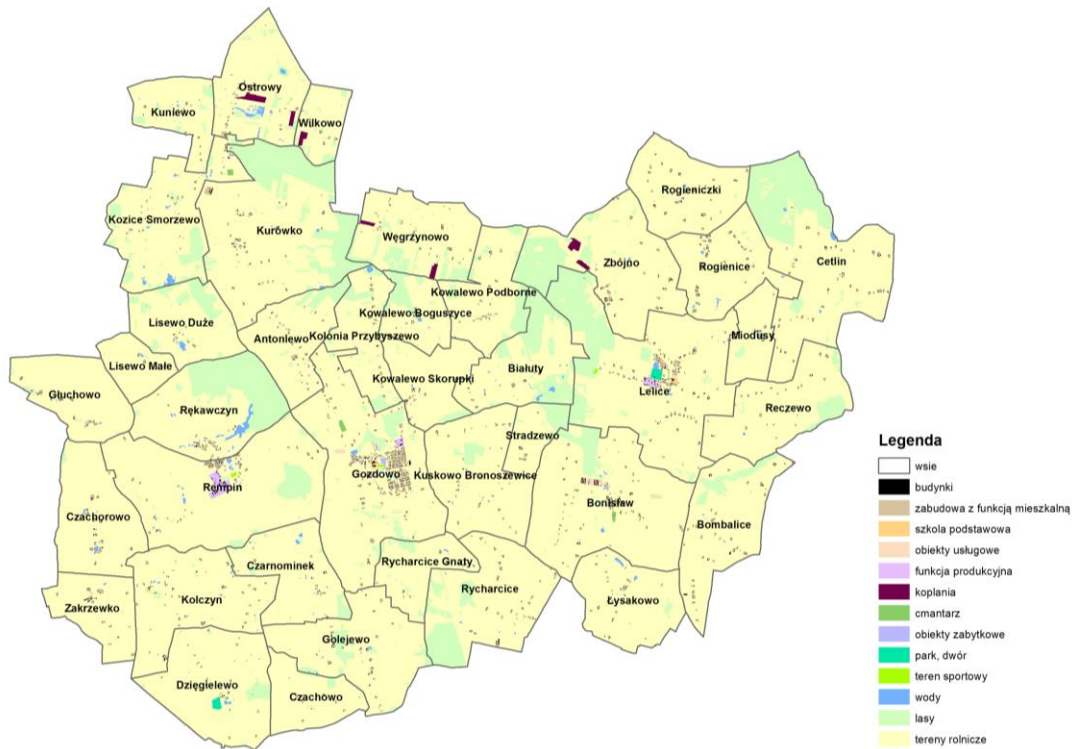 Ostrowy
Kuniewo
Wilkowo
Rogieniczki
Kozice Smorzewo
Kurówko
Węgrzynowo
Zbójno
Rogienice
Cetlin
Kowalewo Podborne
Lisewo Duże
Kowalewo Boguszyce
Antoniewo
Kolonia Przybyszewo
Miodusy
Lisewo Małe
Białuty
Głuchowo
Kowalewo Skorupki
Lelice
Rękawczyn
Reczewo
Stradzewo
Gozdowo
Kuskowo Bronoszewice
Rempin
Bonisław
Czachorowo
Bombalice
Czarnominek
Rycharcice Gnaty
Rycharcice
Zakrzewko
Kolczyn
Łysakowo
Golejewo
Dzięgielewo
Czachowo
Legenda
wsie
budynki
zabudowa z funkcją mieszkalną
szkola podstawowa
obiekty usługowe
funkcja produkcyjna
koplania
cmantarz
obiekty zabytkowe
park, dwór
teren sportowy
wody
lasy
tereny rolnicze